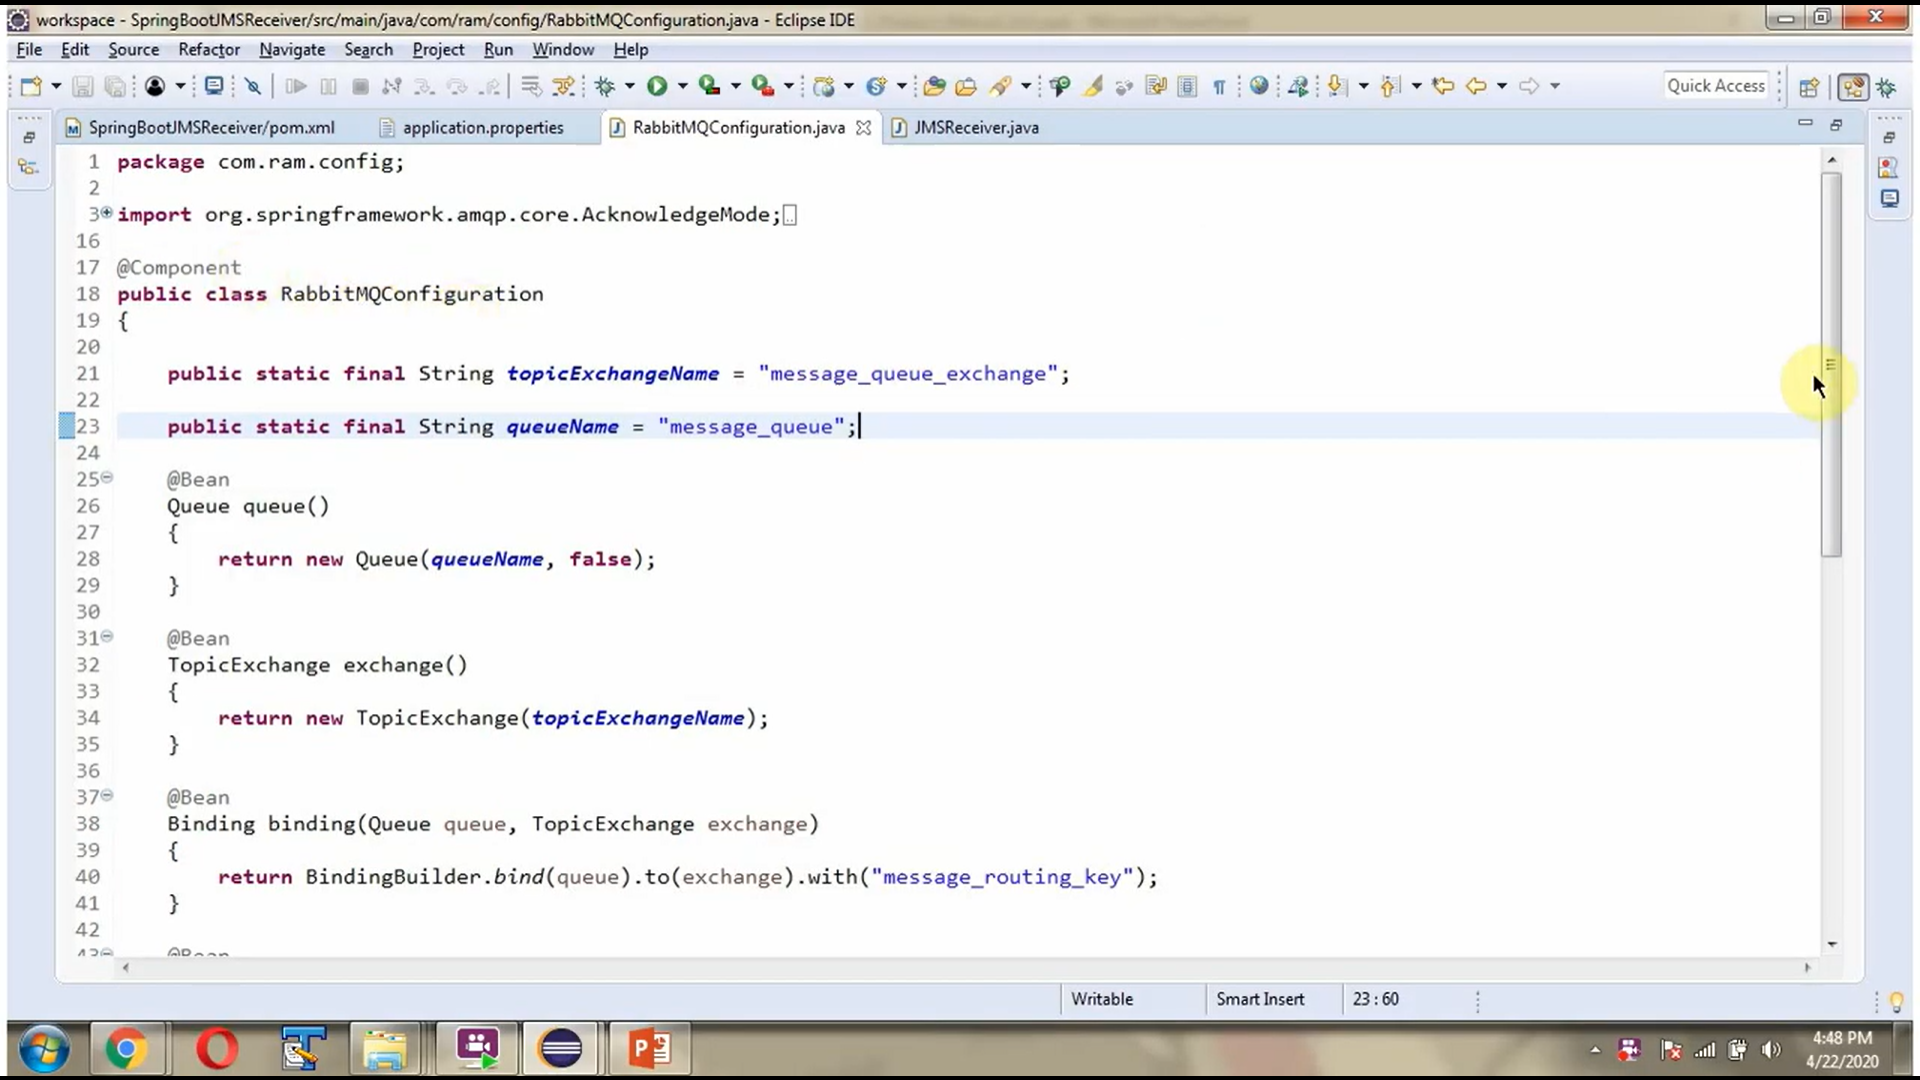 workspace - SpringBootJMSReceiver/src/main/java/com/ram/config/RabbitMQConfiguration.java - Eclipse IDE
File Edit Source Refactor Navigate Search Project Run Window Help
Quick Access
SpringBootJMSReceiver/pom.xml application.properties RabbitMQConfiguration.java JMSReceiver.java
1 package com.ram.config;
2
3 import org.springframework.amqp.core.AcknowledgeMode;
16
17 @Component
18 public class RabbitMQConfiguration
19 {
20
21 public static final String topicExchangeName = "message_queue_exchange";
22
23 public static final String queueName = "message_queue";
24
25 @Bean
26 Queue queue()
27 {
28 return new Queue(queueName, false);
29 }
30
31 @Bean
32 TopicExchange exchange()
33 {
34 return new TopicExchange(topicExchangeName);
35 }
36
37 @Bean
38 Binding binding(Queue queue, TopicExchange exchange)
39 {
40 return BindingBuilder.bind(queue).to(exchange).with("message_routing_key");
41 }
42
43 @Bean
Writable Smart Insert 23 : 60
4:48 PM
4/22/2020